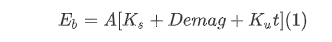 E_b = A[K_s + Demag + K_u t](1)